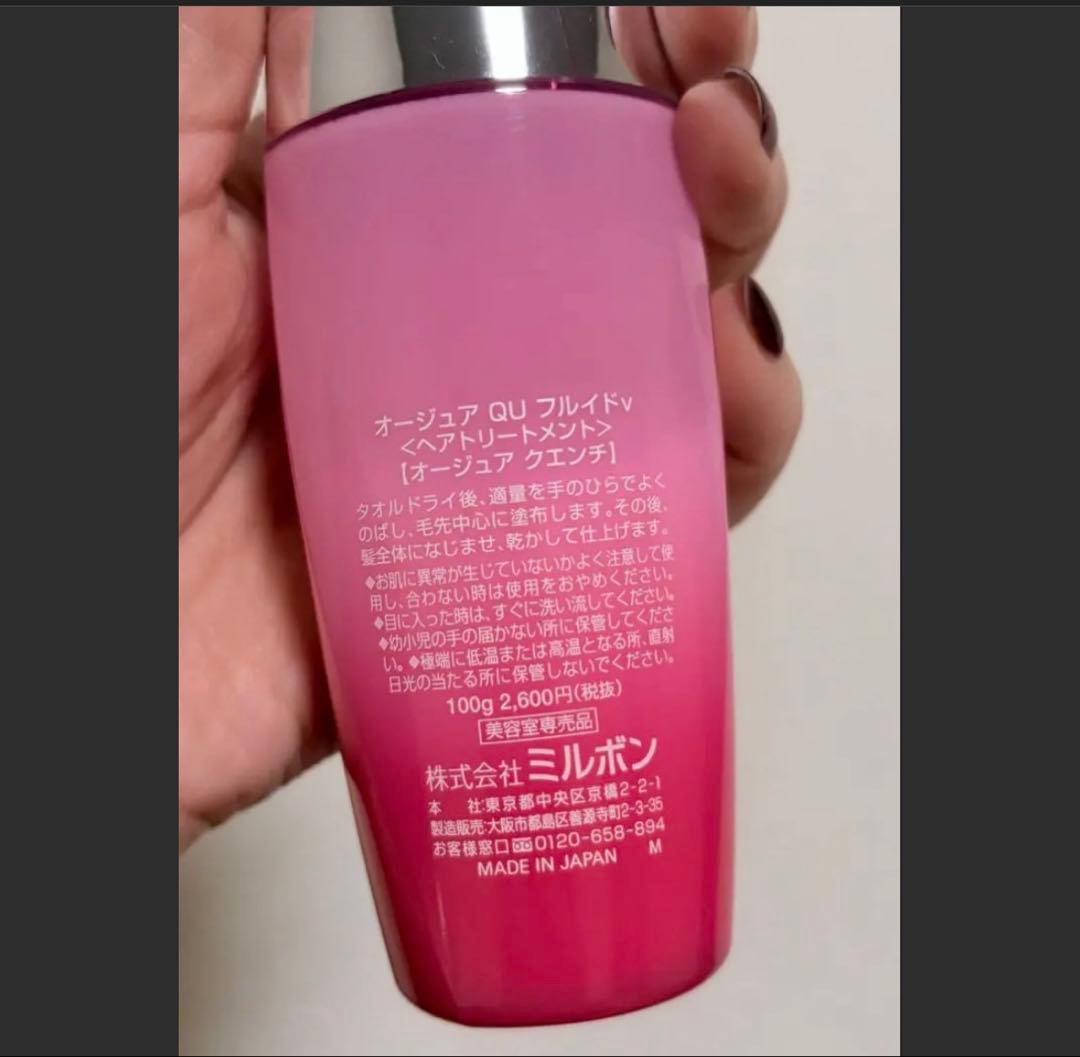 オージュア QU フルイドv
<ヘアトリートメント>
[オージュア クエンチ]
タオルドライ後、適量を手のひらでよく
のばし、毛先中心に塗布します。その後、
髪全体になじませ、乾かして仕上げます。
◆お肌に異常が生じていないかよく注意して使
用し、合わない時は使用をおやめください。
◆目に入った時は、すぐに洗い流してください。
◆幼小児の手の届かない所に保管してくださ
い。◆極端に低温または高温となる所、直射
日光の当たる所に保管しないでください。
100g 2,600円(税抜)
美容室専売品
株式会社 ミルボン
本 社:東京都中央区京橋2-2-1
製造販売:大阪市都島区善源寺町2-3-35
お客様窓口 0120-658-894
MADE IN JAPAN M